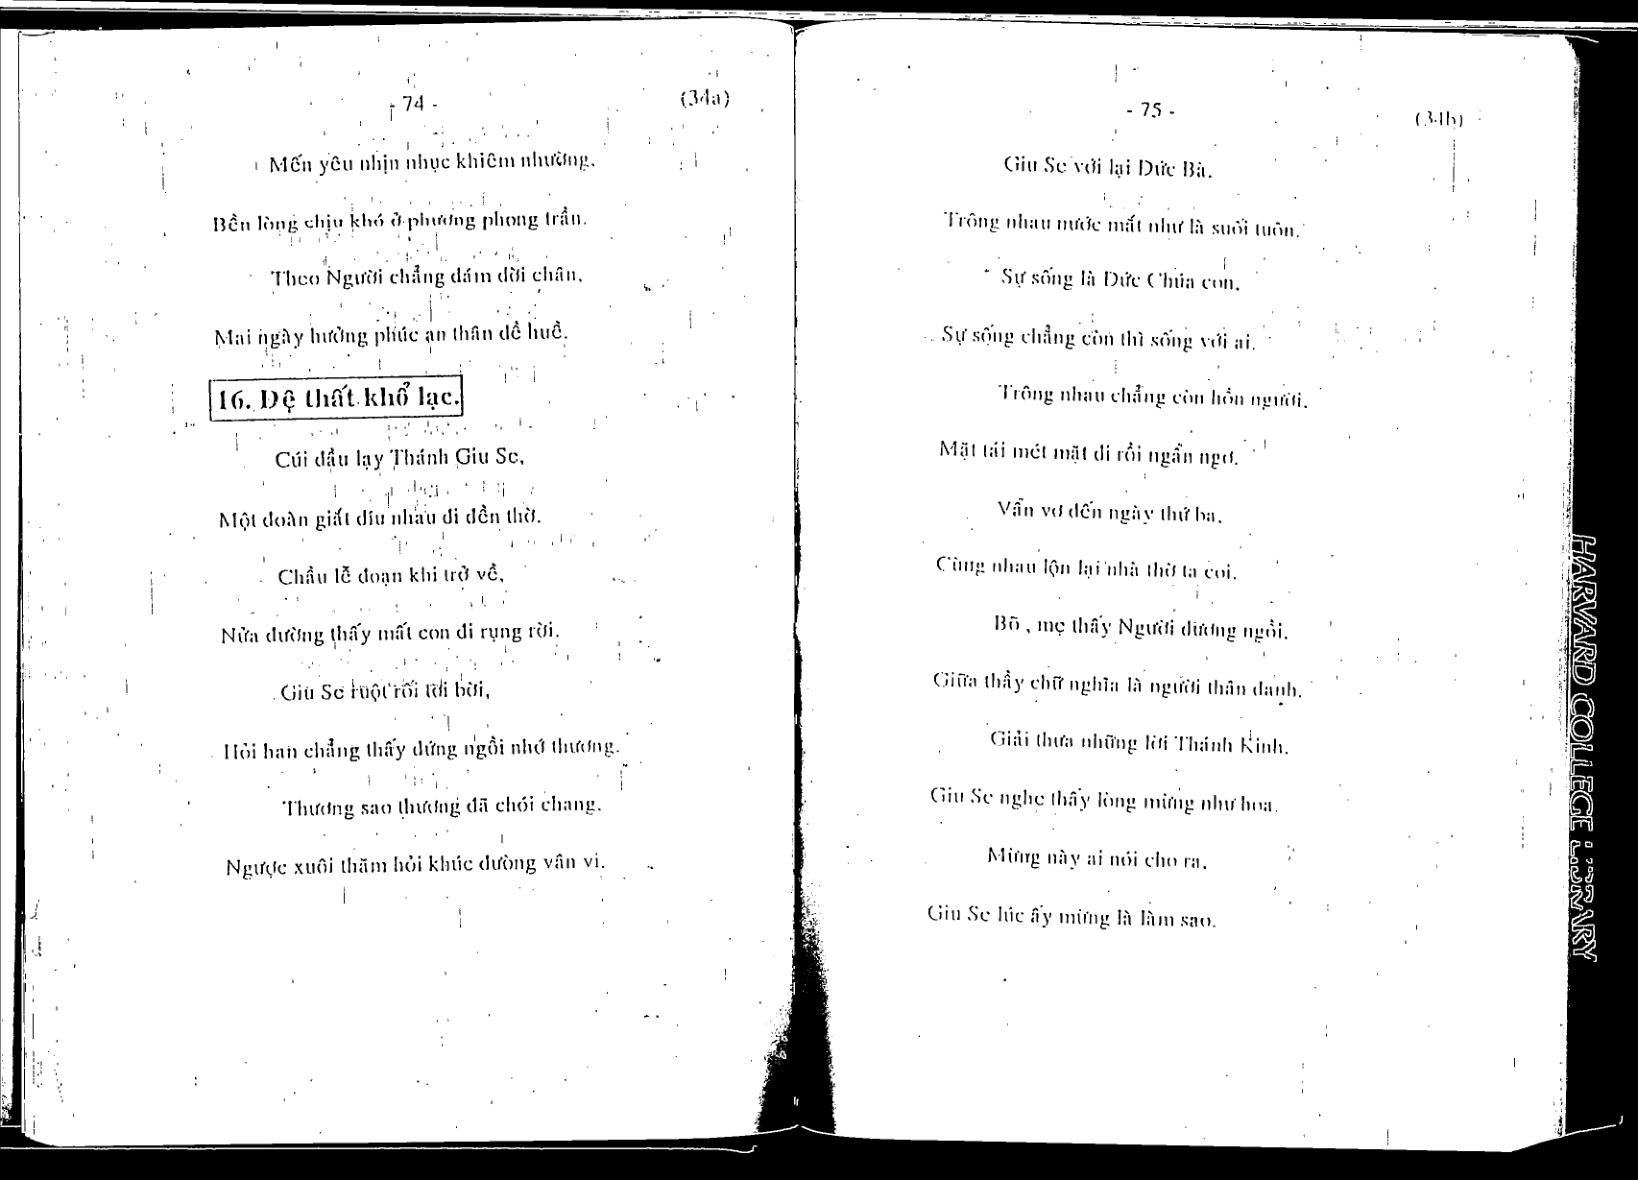 - 74 -
(34a)
Mến yêu nhịn nhục khiêm nhường.
Bền lòng chịu khó ở phương phong trần.
Theo Người chẳng dám dời chân,
Mai ngày hưởng phúc an thân đề huề.
16. Đệ thất khổ lạc.
Cúi đầu lạy Thánh Giu Se,
Một đoàn giắt díu nhau đi đền thờ.
Chầu lễ đoạn khi trở về,
Nửa đường thấy mất con đi rụng rời.
Giu Se ruột rối tơi bời,
Hỏi han chẳng thấy đứng ngồi nhớ thương.
Thương sao thương đã chói chang,
Ngược xuôi thăm hỏi khúc đường vân vi.
- 75 -
(34b)
Giu Se với lại Đức Bà.
Trông nhau nước mắt như là suối tuôn.
Sự sống là Đức Chúa con,
Sự sống chẳng còn thì sống với ai.
Trông nhau chẳng còn hồn người,
Mặt tái mét mặt đi rồi ngẩn ngơ.
Vẩn vơ đến ngày thứ ba,
Cùng nhau lộn lại nhà thờ ta coi.
Bõ , mẹ thấy Người đương ngồi,
Giữa thầy chữ nghĩa là người thân danh.
Giải thưa những lời Thánh Kinh.
Giu Se nghe thấy lòng mừng như hoa.
Mừng này ai nói cho ra,
Giu Se lúc ấy mừng là làm sao.
HARVARD COLLEGE LIBRARY